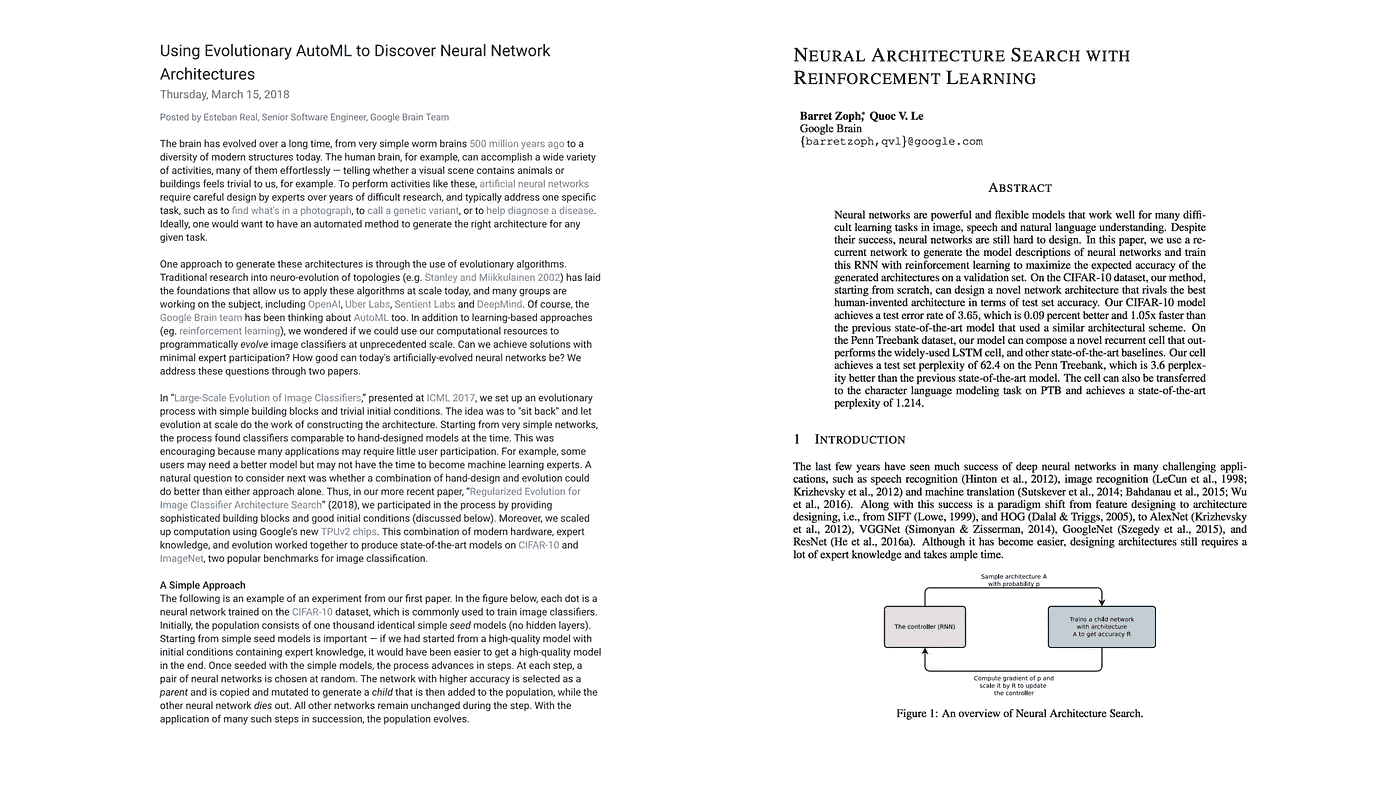 Using Evolutionary AutoML to Discover Neural Network
Architectures
Thursday, March 15, 2018
Posted by Esteban Real, Senior Software Engineer, Google Brain Team
The brain has evolved over a long time, from very simple worm brains 500 million years ago to a
diversity of modern structures today. The human brain, for example, can accomplish a wide variety
of activities, many of them effortlessly — telling whether a visual scene contains animals or
buildings feels trivial to us, for example. To perform activities like these, artificial neural networks
require careful design by experts over years of difficult research, and typically address one specific
task, such as to find what's in a photograph, to call a genetic variant, or to help diagnose a disease.
Ideally, one would want to have an automated method to generate the right architecture for any
given task.
One approach to generate these architectures is through the use of evolutionary algorithms.
Traditional research into neuro-evolution of topologies (e.g. Stanley and Miikkulainen 2002) has laid
the foundations that allow us to apply these algorithms at scale today, and many groups are
working on the subject, including OpenAI, Uber Labs, Sentient Labs and DeepMind. Of course, the
Google Brain team has been thinking about AutoML too. In addition to learning-based approaches
(eg. reinforcement learning), we wondered if we could use our computational resources to
programmatically evolve image classifiers at unprecedented scale. Can we achieve solutions with
minimal expert participation? How good can today's artificially-evolved neural networks be? We
address these questions through two papers.
In “Large-Scale Evolution of Image Classifiers,” presented at ICML 2017, we set up an evolutionary
process with simple building blocks and trivial initial conditions. The idea was to "sit back" and let
evolution at scale do the work of constructing the architecture. Starting from very simple networks,
the process found classifiers comparable to hand-designed models at the time. This was
encouraging because many applications may require little user participation. For example, some
users may need a better model but may not have the time to become machine learning experts. A
natural question to consider next was whether a combination of hand-design and evolution could
do better than either approach alone. Thus, in our more recent paper, “Regularized Evolution for
Image Classifier Architecture Search” (2018), we participated in the process by providing
sophisticated building blocks and good initial conditions (discussed below). Moreover, we scaled
up computation using Google's new TPUv2 chips. This combination of modern hardware, expert
knowledge, and evolution worked together to produce state-of-the-art models on CIFAR-10 and
ImageNet, two popular benchmarks for image classification.
A Simple Approach
The following is an example of an experiment from our first paper. In the figure below, each dot is a
neural network trained on the CIFAR-10 dataset, which is commonly used to train image classifiers.
Initially, the population consists of one thousand identical simple seed models (no hidden layers).
Starting from simple seed models is important — if we had started from a high-quality model with
initial conditions containing expert knowledge, it would have been easier to get a high-quality model
in the end. Once seeded with the simple models, the process advances in steps. At each step, a
pair of neural networks is chosen at random. The network with higher accuracy is selected as a
parent and is copied and mutated to generate a child that is then added to the population, while the
other neural network dies out. All other networks remain unchanged during the step. With the
application of many such steps in succession, the population evolves.
NEURAL ARCHITECTURE SEARCH WITH
REINFORCEMENT LEARNING
Barret Zoph,* Quoc V. Le
Google Brain
{barretzoph,qvl}@google.com
ABSTRACT
Neural networks are powerful and flexible models that work well for many diffi-
cult learning tasks in image, speech and natural language understanding. Despite
their success, neural networks are still hard to design. In this paper, we use a re-
current network to generate the model descriptions of neural networks and train
this RNN with reinforcement learning to maximize the expected accuracy of the
generated architectures on a validation set. On the CIFAR-10 dataset, our method,
starting from scratch, can design a novel network architecture that rivals the best
human-invented architecture in terms of test set accuracy. Our CIFAR-10 model
achieves a test error rate of 3.65, which is 0.09 percent better and 1.05x faster than
the previous state-of-the-art model that used a similar architectural scheme. On
the Penn Treebank dataset, our model can compose a novel recurrent cell that out-
performs the widely-used LSTM cell, and other state-of-the-art baselines. Our cell
achieves a test set perplexity of 62.4 on the Penn Treebank, which is 3.6 perplex-
ity better than the previous state-of-the-art model. The cell can also be transferred
to the character language modeling task on PTB and achieves a state-of-the-art
perplexity of 1.214.
1 INTRODUCTION
The last few years have seen much success of deep neural networks in many challenging appli-
cations, such as speech recognition (Hinton et al., 2012), image recognition (LeCun et al., 1998;
Krizhevsky et al., 2012) and machine translation (Sutskever et al., 2014; Bahdanau et al., 2015; Wu
et al., 2016). Along with this success is a paradigm shift from feature designing to architecture
designing, i.e., from SIFT (Lowe, 1999), and HOG (Dalal & Triggs, 2005), to AlexNet (Krizhevsky
et al., 2012), VGGNet (Simonyan & Zisserman, 2014), GoogleNet (Szegedy et al., 2015), and
ResNet (He et al., 2016a). Although it has become easier, designing architectures still requires a
lot of expert knowledge and takes ample time.
Sample architecture A
with probability p
The controller (RNN)
Trains a child network
with architecture
A to get accuracy R
Compute gradient of p and
scale it by R to update
the controller
Figure 1: An overview of Neural Architecture Search.